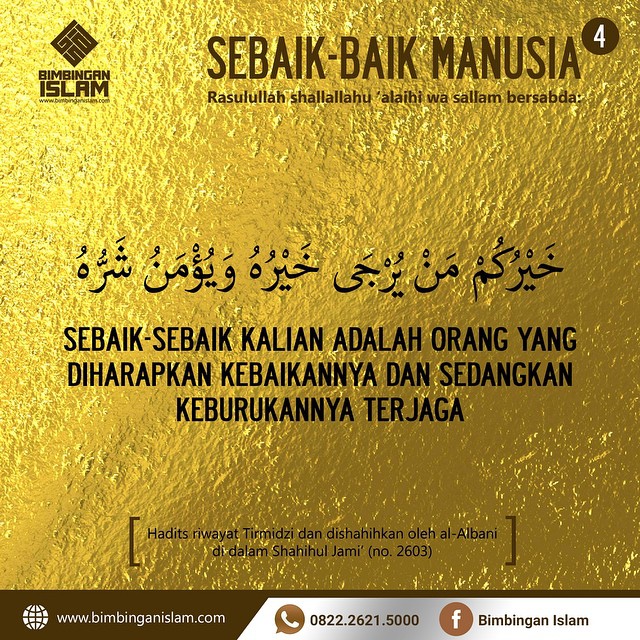 BIMBINGAN
ISLAM
www.bimbinganislam.com
SEBAIK-BAIK MANUSIA
4
Rasulullah shallallahu 'alaihi wa sallam bersabda:
خَيْرُكُمْ مَنْ يُرْجَى خَيْرُهُ وَيُؤْمَنُ شَرُّهُ
SEBAIK-SEBAIK KALIAN ADALAH ORANG YANG
DIHARAPKAN KEBAIKANNYA DAN SEDANGKAN
KEBURUKANNYA TERJAGA
Hadits riwayat Tirmidzi dan dishahihkan oleh al-Albani
di dalam Shahihul Jami' (no. 2603)
www.bimbinganislam.com
0822.2621.5000
Bimbingan Islam